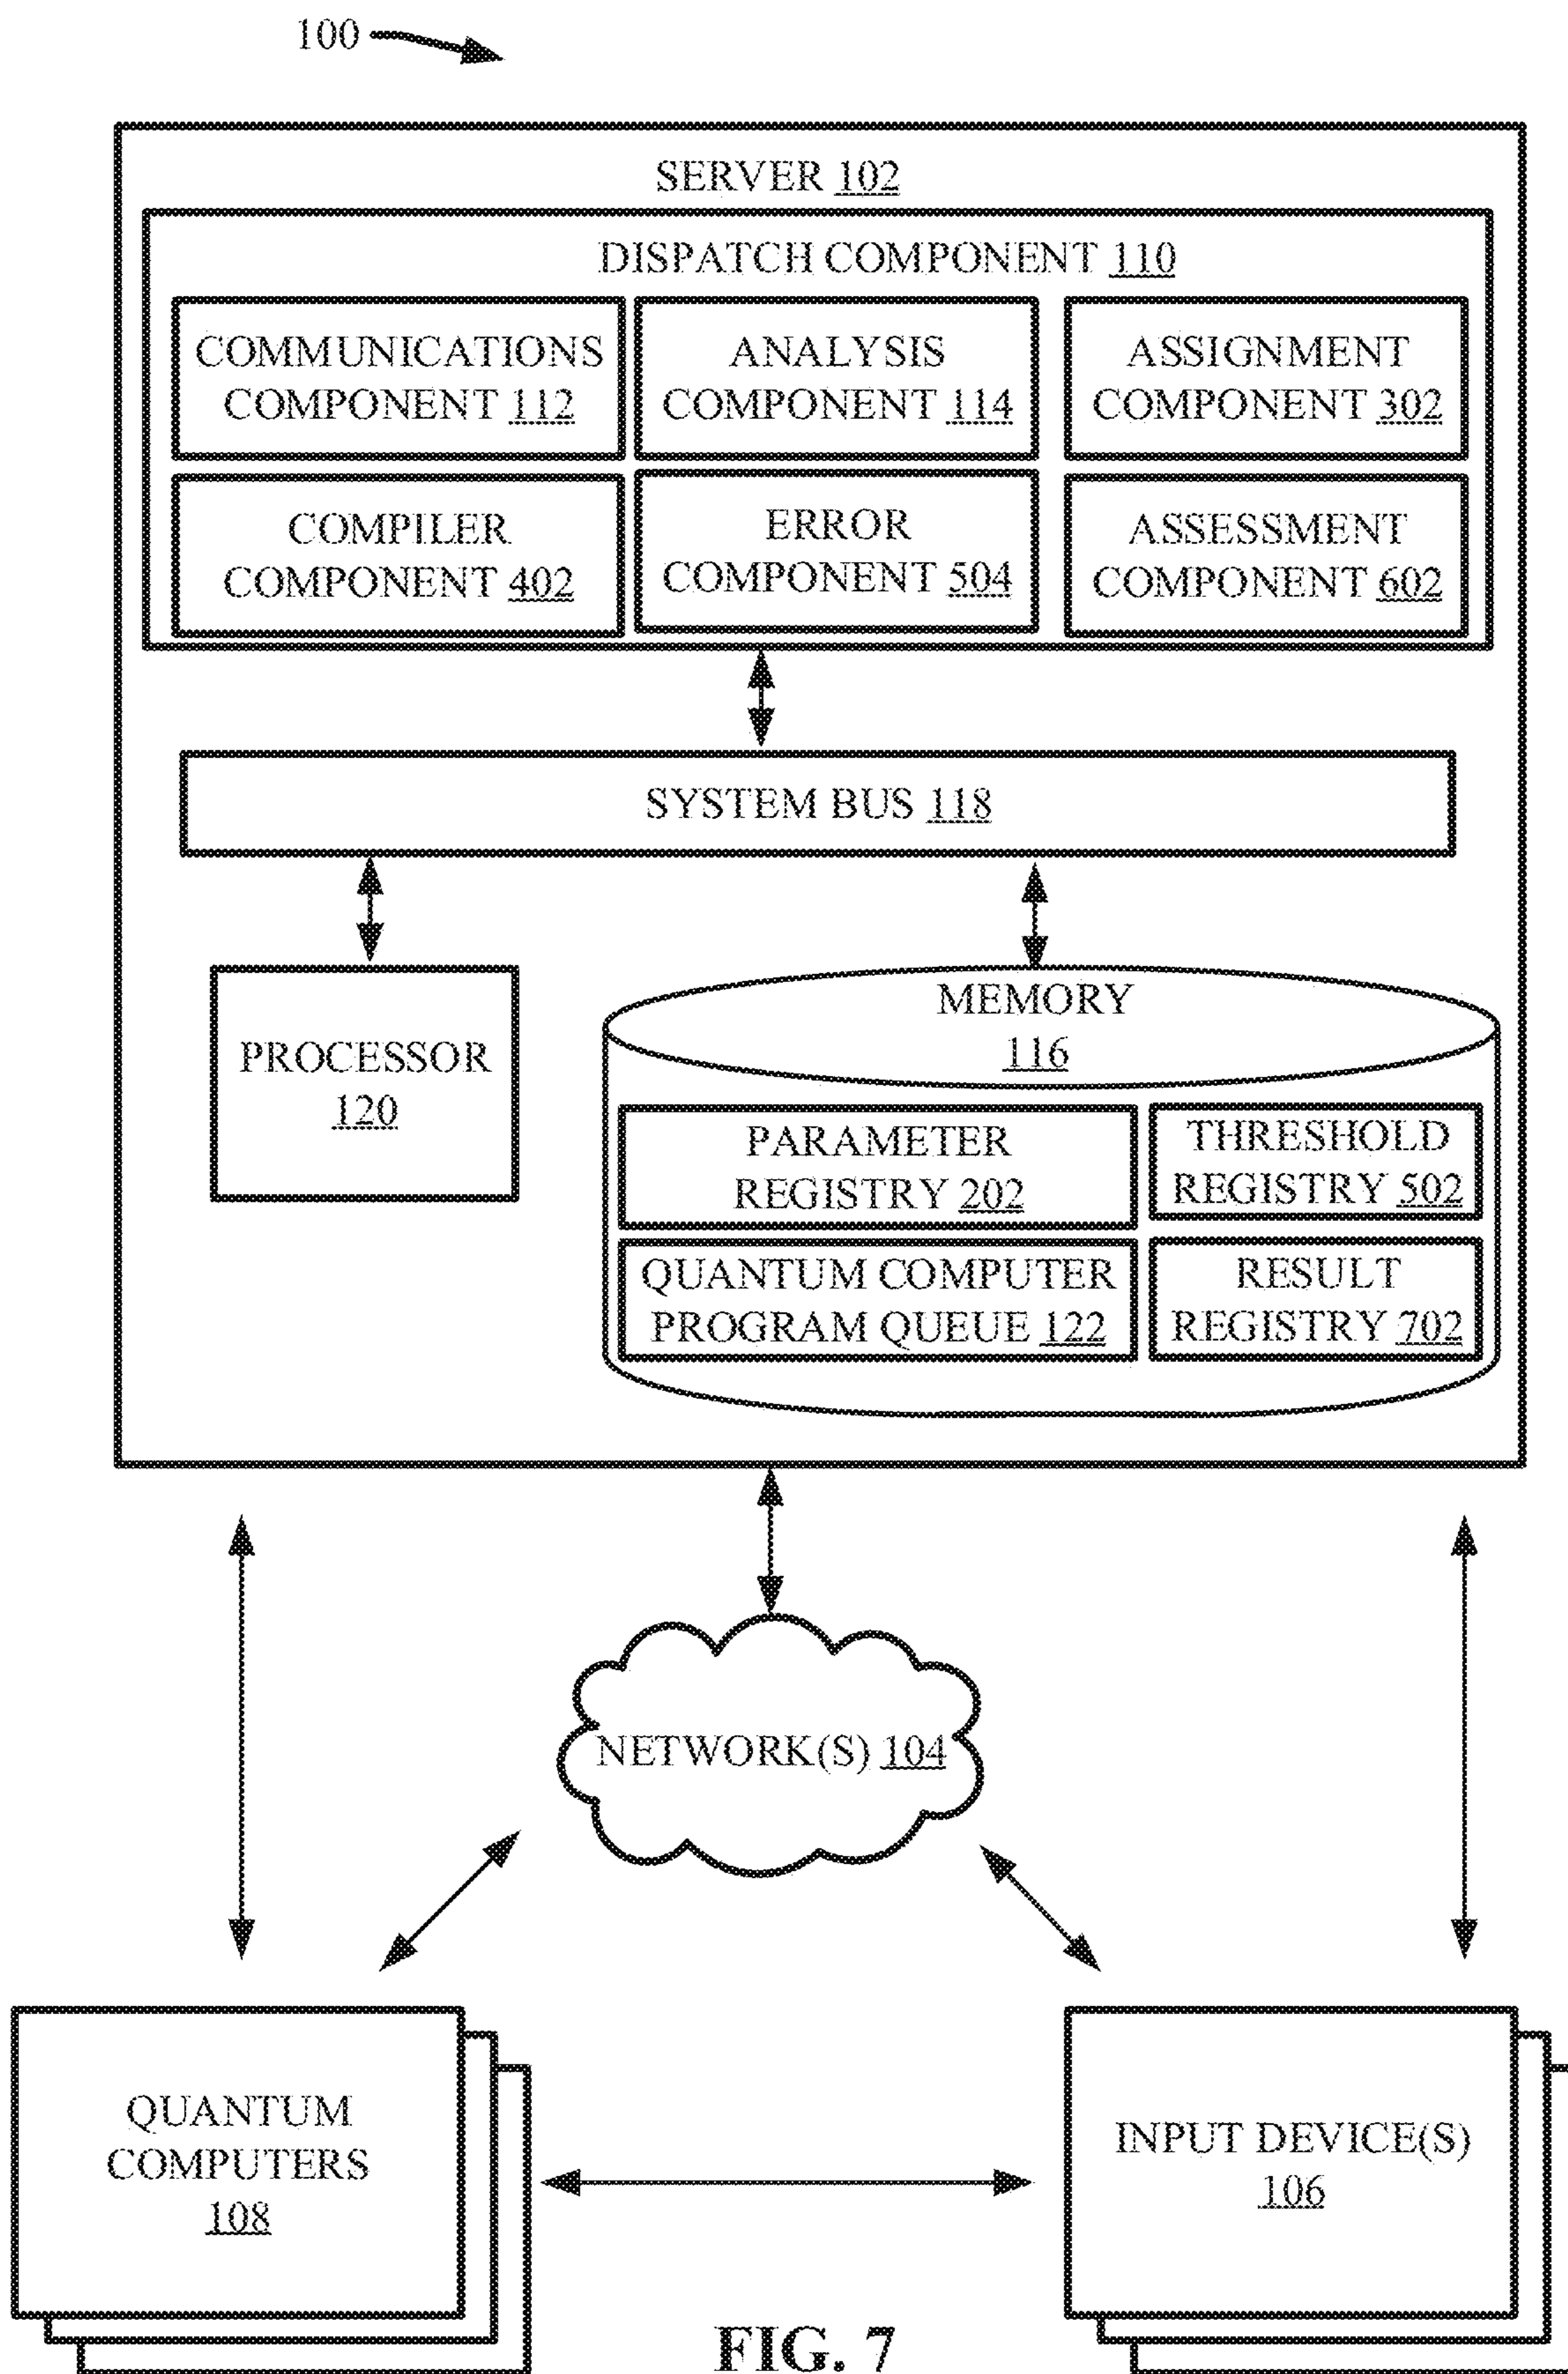 100
SERVER 102
DISPATCH COMPONENT 110
COMMUNICATIONS
COMPONENT 112
ANALYSIS
COMPONENT 114
ASSIGNMENT
COMPONENT 302
COMPILER
COMPONENT 402
ERROR
COMPONENT 504
ASSESSMENT
COMPONENT 602
SYSTEM BUS 118
PROCESSOR
120
MEMORY
116
PARAMETER
REGISTRY 202
THRESHOLD
REGISTRY 502
QUANTUM COMPUTER
PROGRAM QUEUE 122
RESULT
REGISTRY 702
NETWORK(S) 104
QUANTUM
COMPUTERS
108
INPUT DEVICE(S)
106
FIG. 7